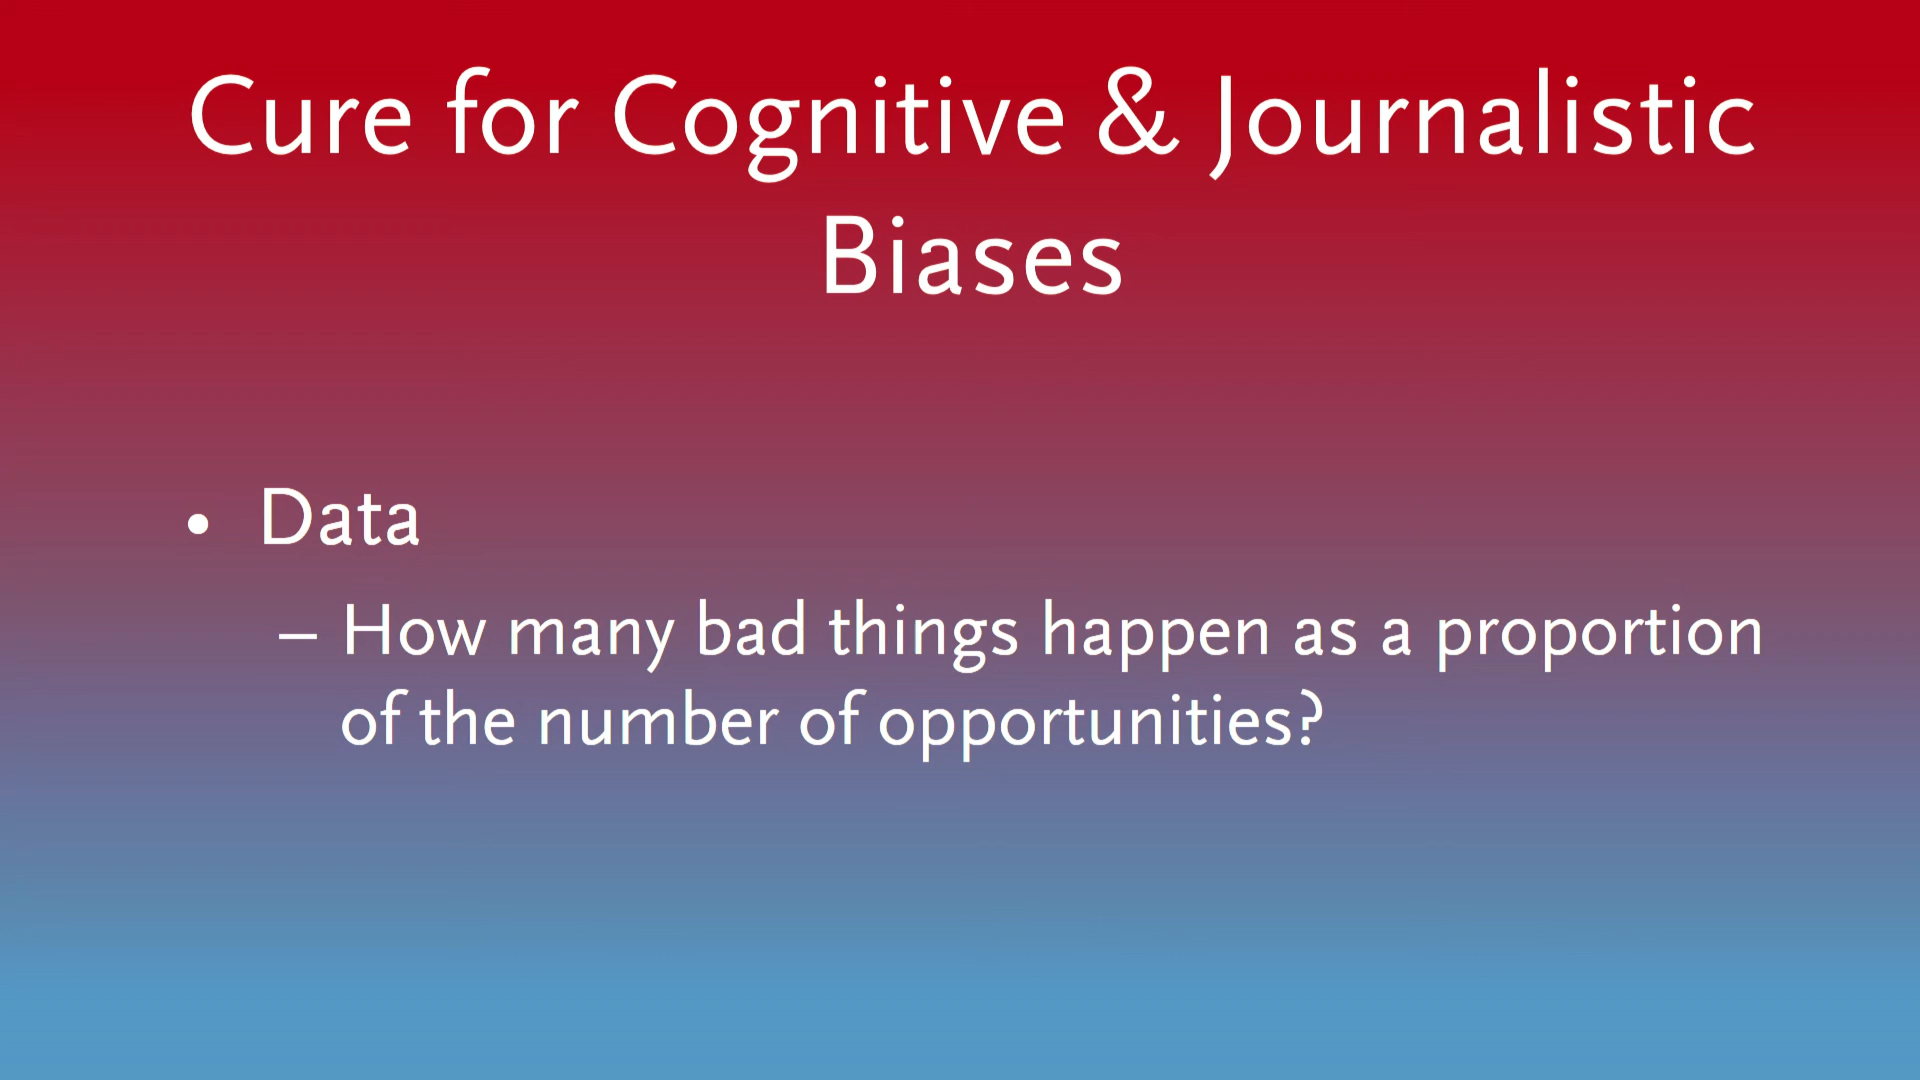 Cure for Cognitive & Journalistic
Biases
• Data
– How many bad things happen as a proportion
of the number of opportunities?